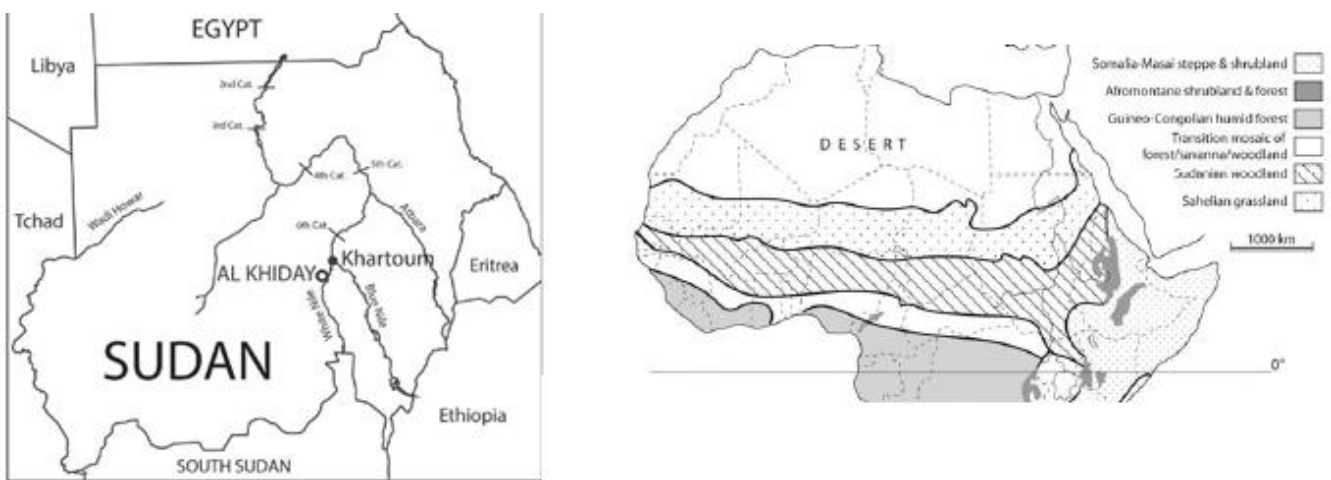 EGYPT
Libya
2nd Cat.
3rd Cat.
4th Cat.
5th Cat.
Tchad
Wadi Howar
Atbara
6th Cat.
Khartoum
AL KHIDAY
Eritrea
White Nile
Blue Nile
SUDAN
Ethiopia
SOUTH SUDAN
DESERT
Somalia-Masai steppe & shrubland
Afromontane shrubland & forest
Guineo-Congolian humid forest
Transition mosaic of
forest/savanna/woodland
Sudanian woodland
Sahelian grassland
1000 km
0°